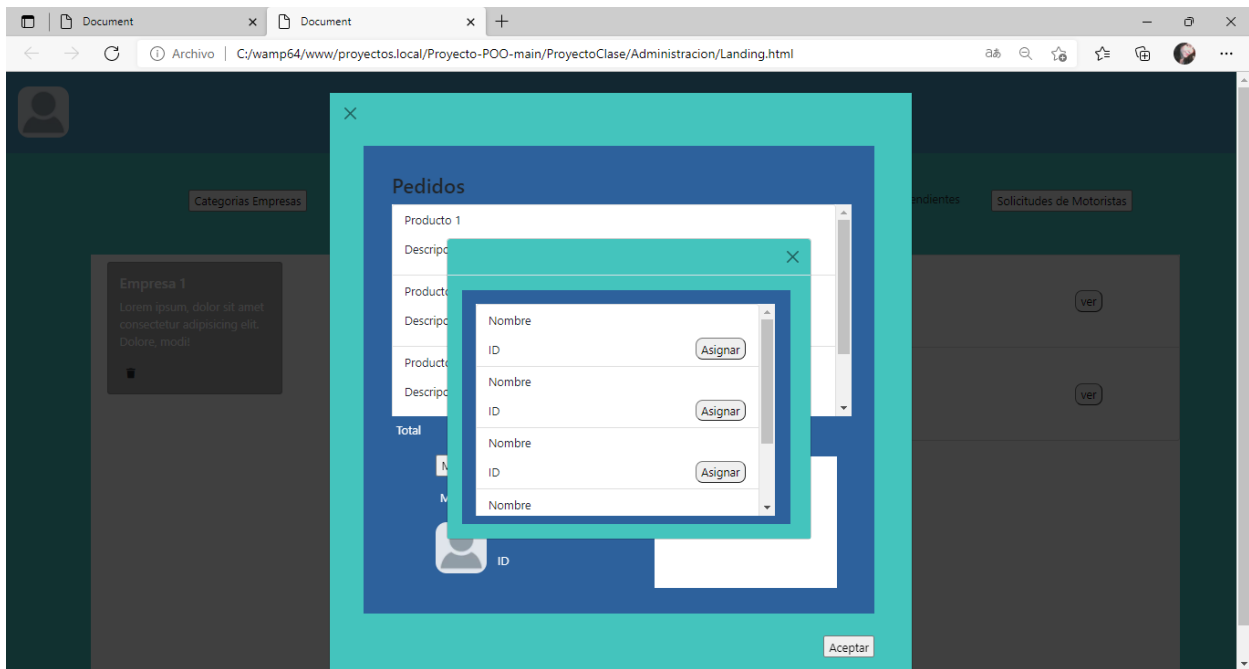 Document
Document
Archivo
C:/wamp64/www/proyectos.local/Proyecto-POO-main/ProyectoClase/Administracion/Landing.html
Categorias Empresas
Solicitudes de Motoristas
Empresa 1
Lorem ipsum, dolor sit amet
consectetur adipisicing elit.
Dolore, modi!
ver
ver
Pedidos
Producto 1
Total
ID
Aceptar
Nombre
ID
Asignar
Nombre
ID
Asignar
Nombre
ID
Asignar
Nombre